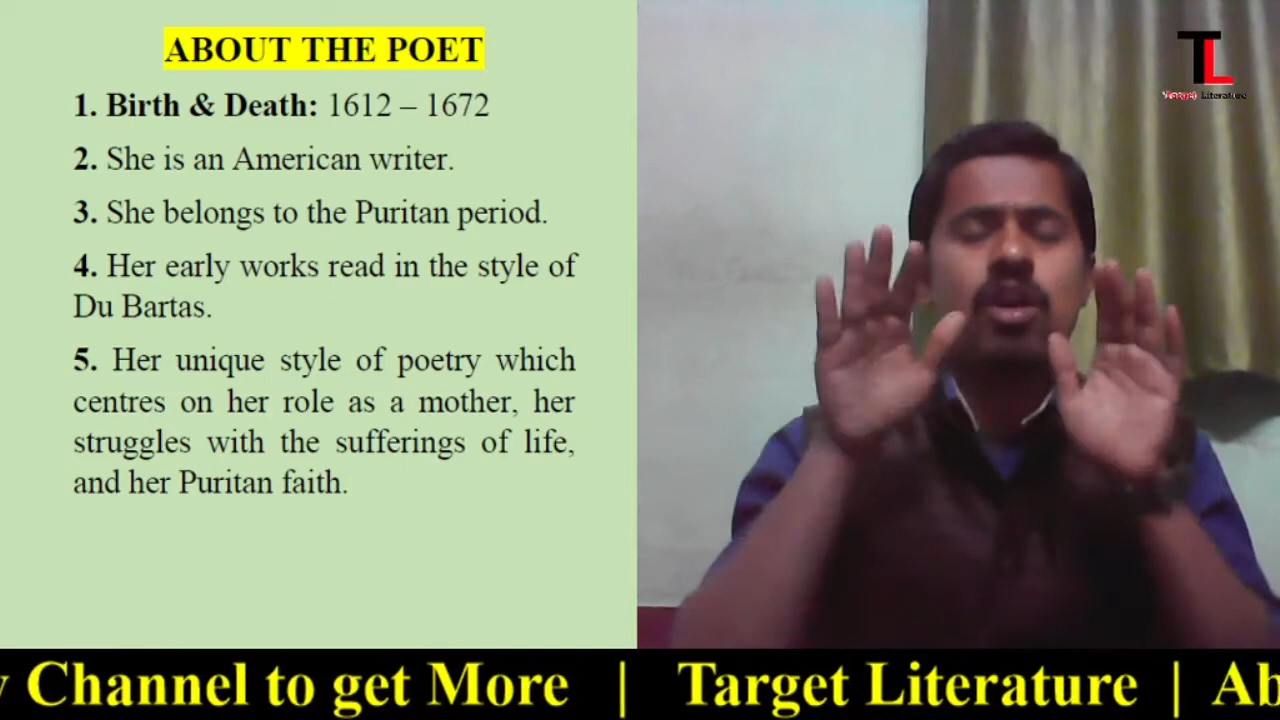 ABOUT THE POET
1. Birth & Death: 1612 – 1672
2. She is an American writer.
3. She belongs to the Puritan period.
4. Her early works read in the style of
Du Bartas.
5. Her unique style of poetry which
centres on her role as a mother, her
struggles with the sufferings of life,
and her Puritan faith.
TL
Target Literature
Channel to get More | Target Literature |